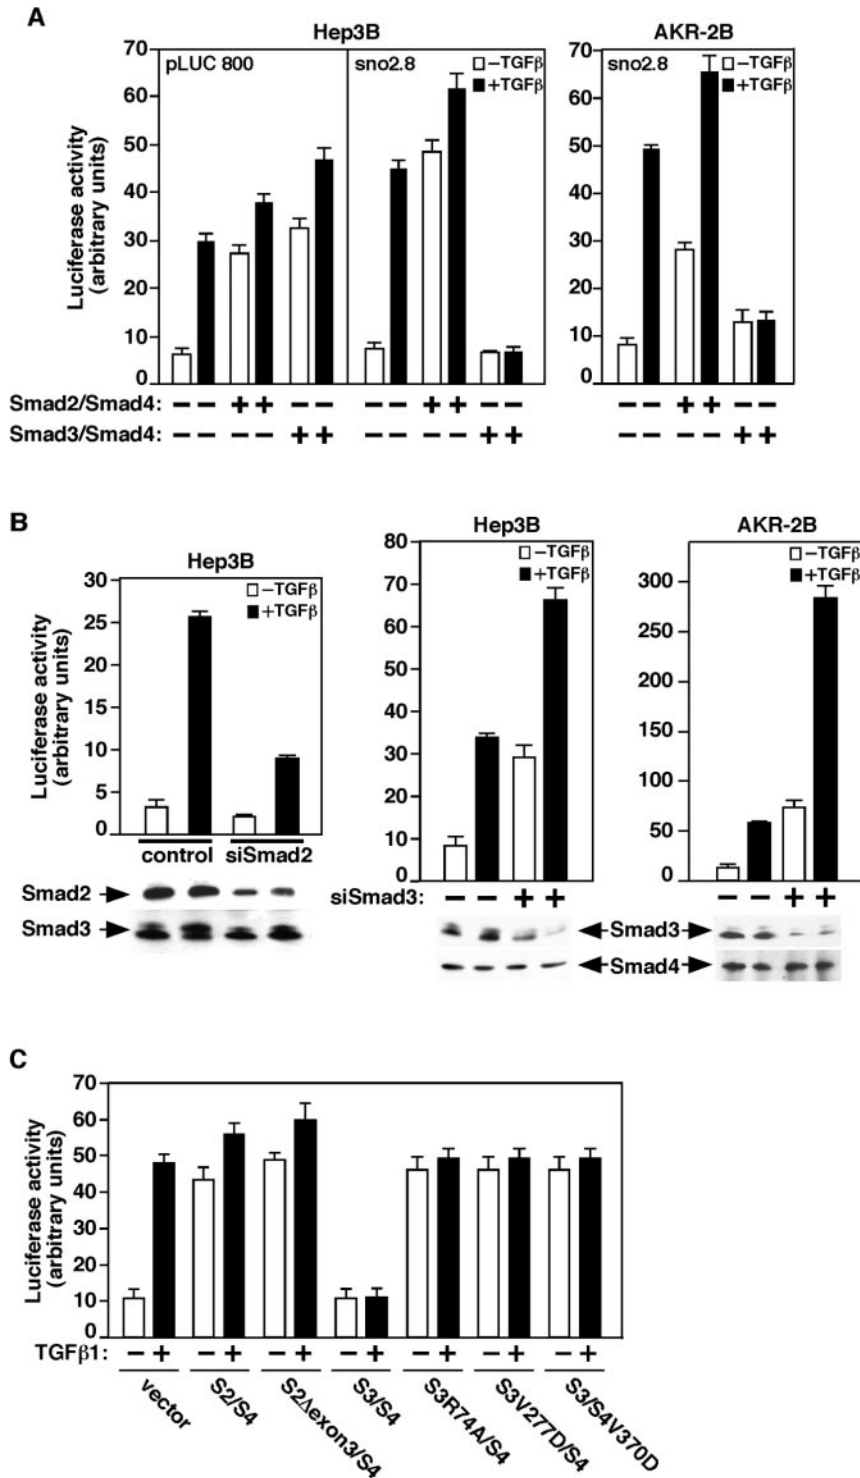 A
Hep3B
AKR-2B
pLUC 800
sno2.8
−TGFβ
+TGFβ
sno2.8
−TGFβ
+TGFβ
Luciferase activity
(arbitrary units)
70
60
50
40
30
20
10
0
70
60
50
40
30
20
10
0
Smad2/Smad4: − − + + − − − − + + − − − − + + − −
Smad3/Smad4: − − − − + + − − − − + + − − − − + +
B
Hep3B
Hep3B
AKR-2B
−TGFβ
+TGFβ
−TGFβ
+TGFβ
−TGFβ
+TGFβ
Luciferase activity
(arbitrary units)
30
25
20
15
10
5
0
80
70
60
50
40
30
20
10
0
300
250
200
150
100
50
0
control siSmad2
siSmad3: − − + + − − + +
Smad2
Smad3
Smad3
Smad4
C
Luciferase activity
(arbitrary units)
70
60
50
40
30
20
10
0
TGFβ1: − + − + − + − + − + − + − +
vector
S2/S4
S2Δexon3/S4
S3/S4
S3R74A/S4
S3V277D/S4
S3/S4V370D